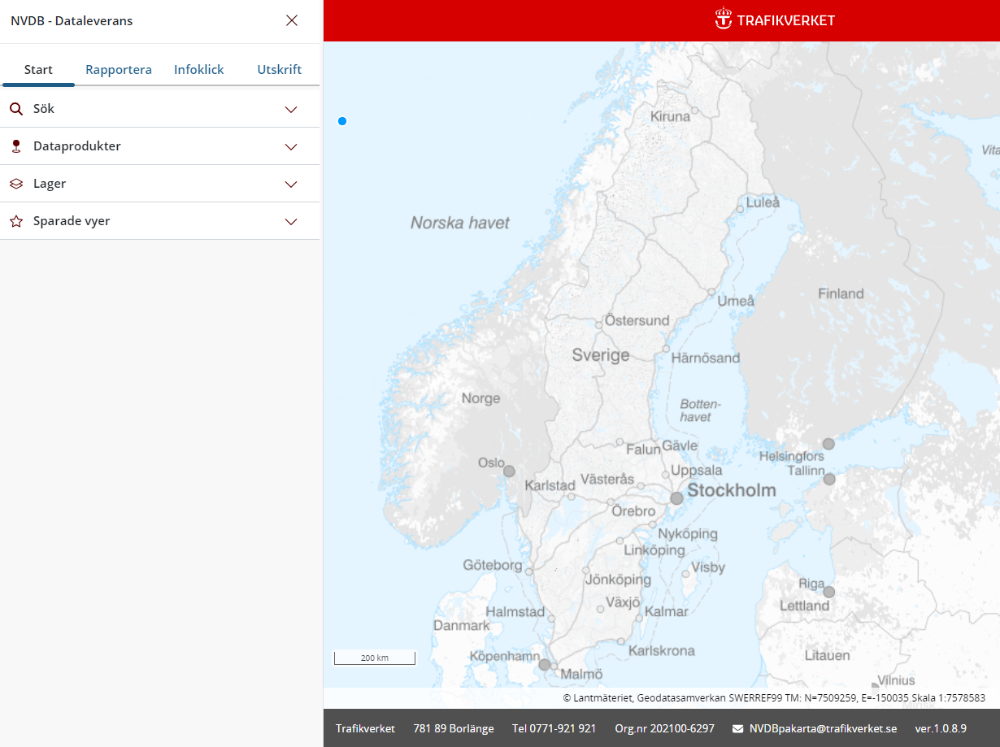 NVDB - Dataleverans
TRAFIKVERKET
Start Rapportera Infoklick Utskrift
Sök
Dataprodukter
Lager
Sparade vyer
Kiruna
Vita
Luleå
Norska havet
Finland
Umeå
Östersund
Sverige
Härnösand
Norge
Botten-
havet
Falun Gävle
Helsingfors
Oslo
Uppsala
Tallinn
Västerås
Karlstad
Stockholm
Örebro
Nyköping
Linköping
Göteborg
Visby
Jönköping
Riga
Växjö
Lettland
Halmstad
Kalmar
Danmark
Karlskrona
Köpenhamn
Litauen
200 km
Malmö
Vilnius
© Lantmäteriet, Geodatasamverkan SWERREF99 TM: N=7509259, E=-150035 Skala 1:7578583
Minsk
Trafikverket 781 89 Borlänge Tel 0771-921 921 Org.nr 202100-6297 NVDBpakarta@trafikverket.se ver.1.0.8.9